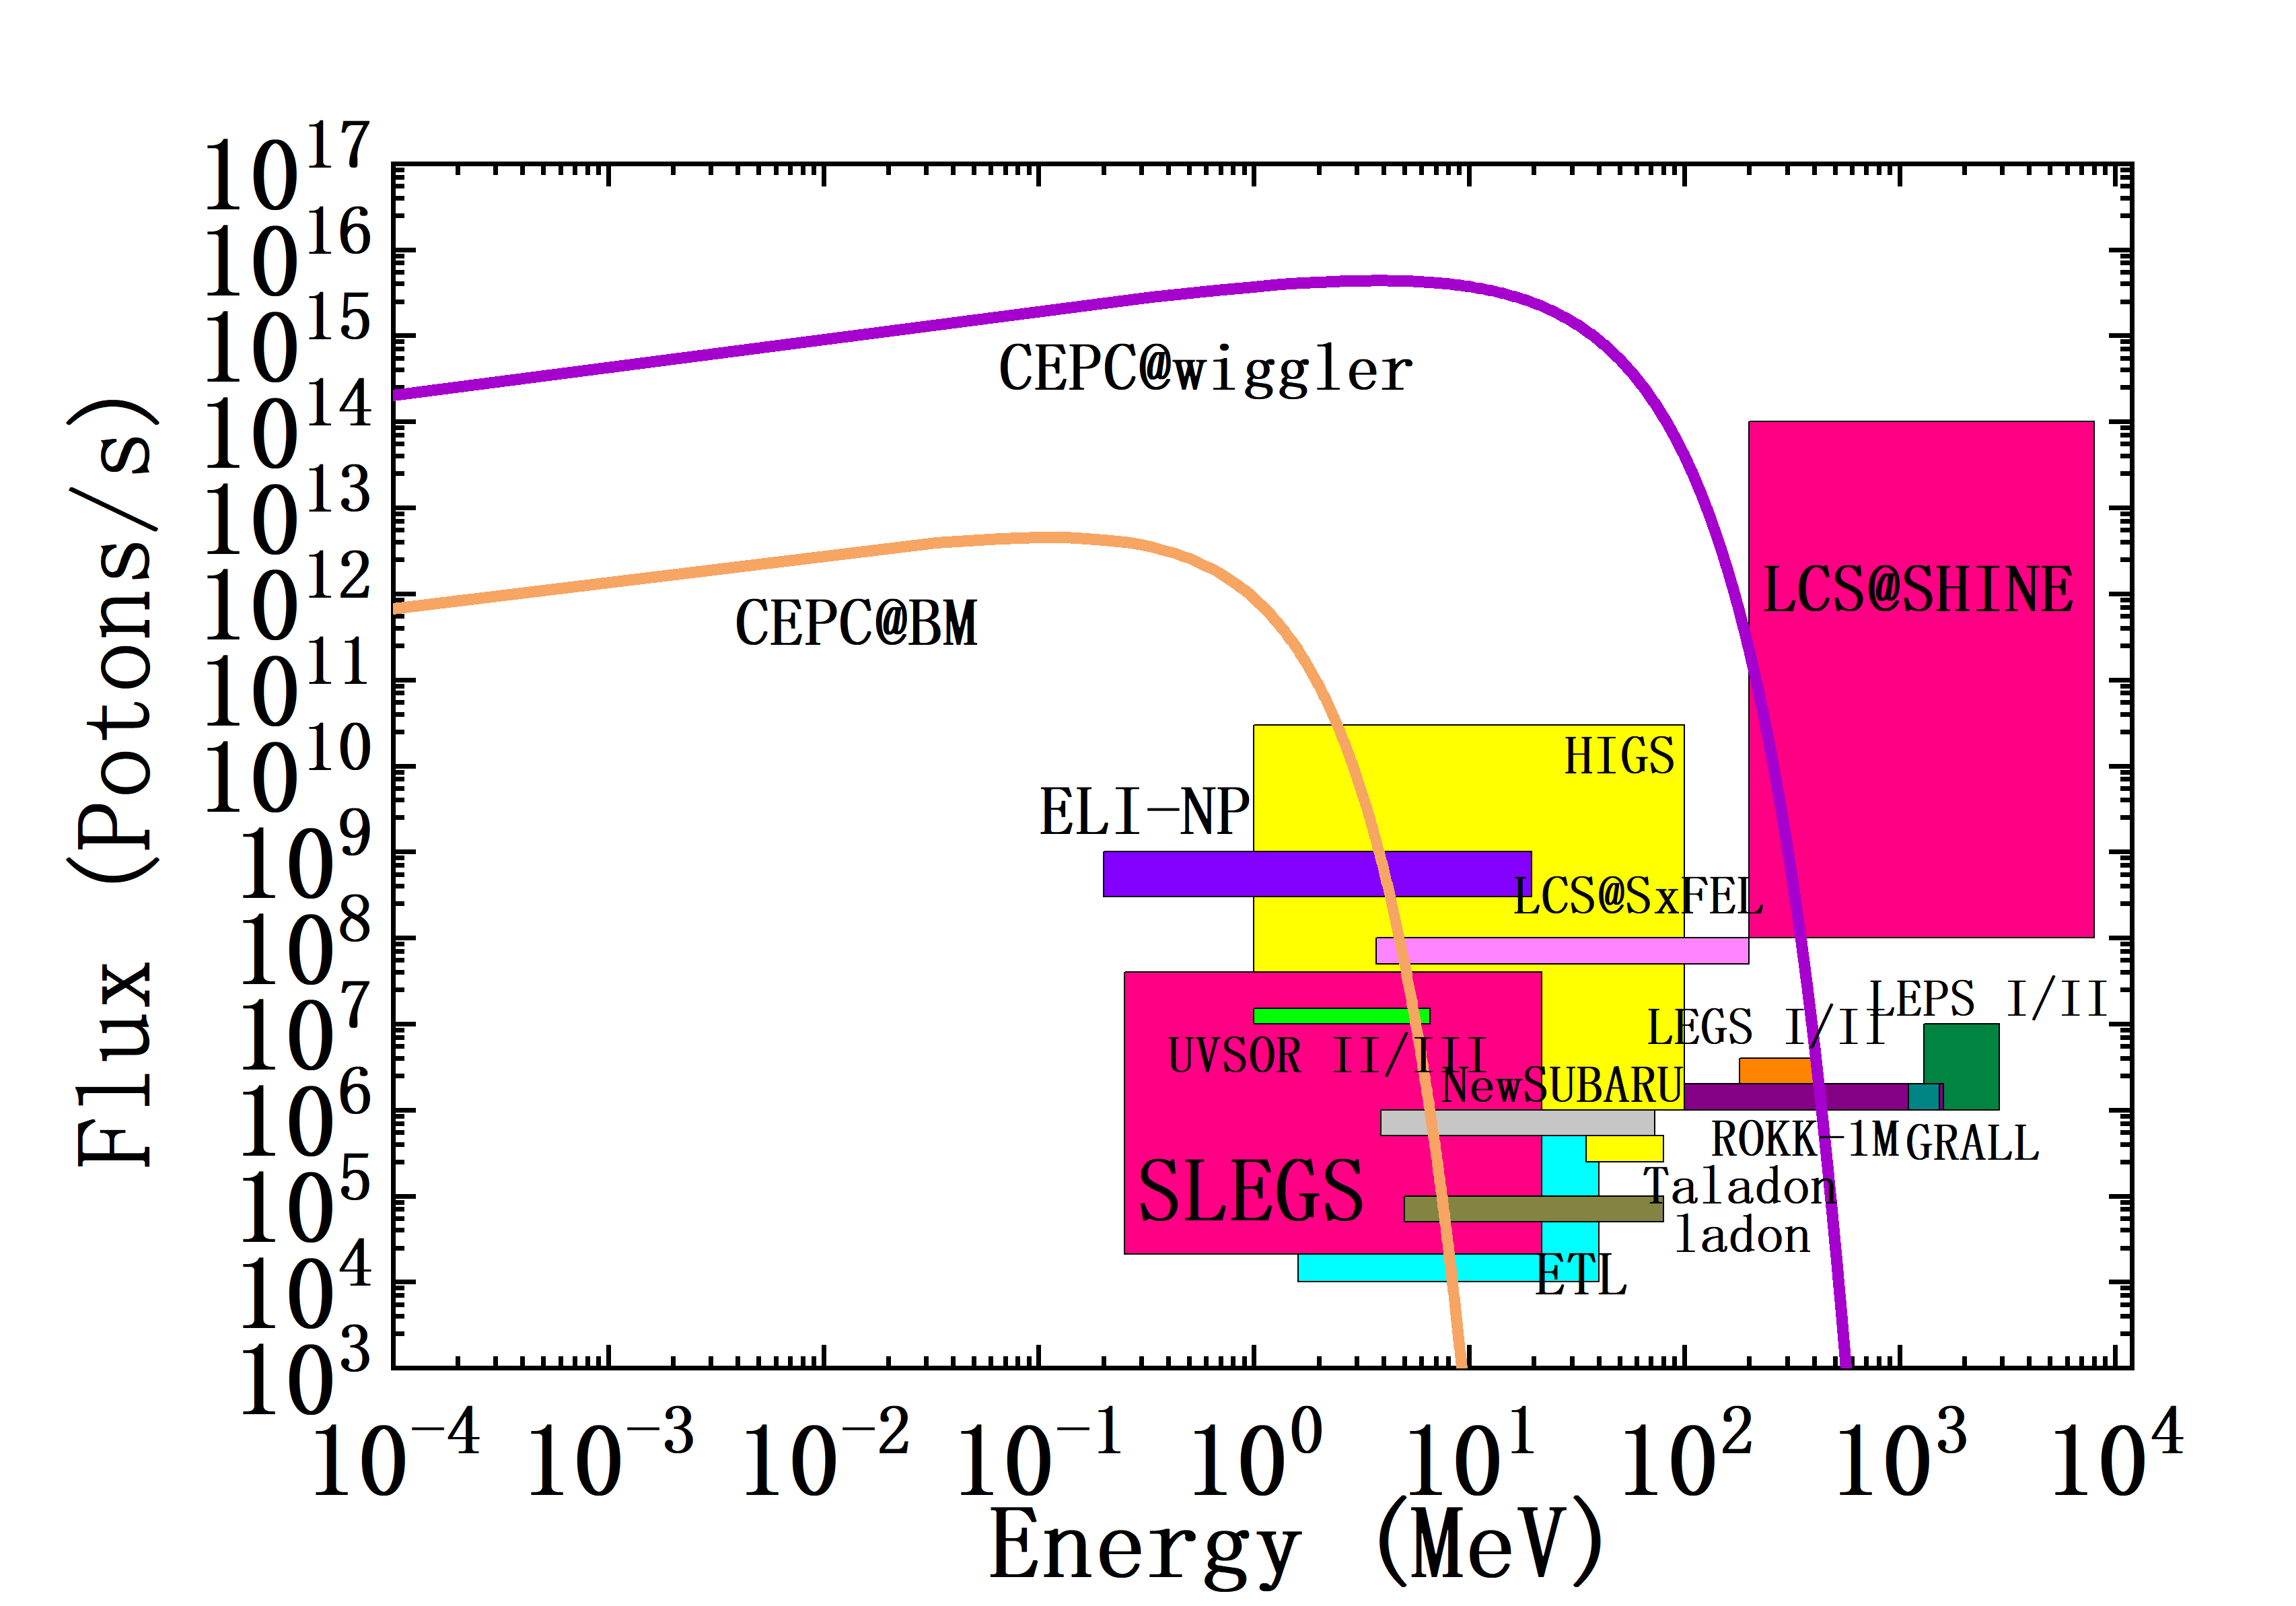 10^17
10^16
10^15
10^14
10^13
10^12
10^11
10^10
10^9
10^8
10^7
10^6
10^5
10^4
10^3
Flux (Potons/s)
CEPC@wiggler
CEPC@BM
LCS@SHINE
HIGS
ELI-NP
LCS@SxFEL
LEPS I/II
LEGS I/II
UVSOR II/III
NewSUBARU
ROKK-1M
GRALL
SLEGS
Taladon
ladon
ETL
10^-4 10^-3 10^-2 10^-1 10^0 10^1 10^2 10^3 10^4
Energy (MeV)